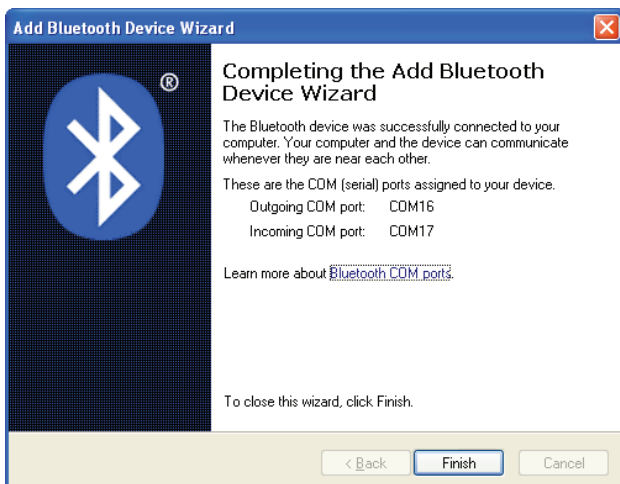 Add Bluetooth Device Wizard
®
Completing the Add Bluetooth
Device Wizard
The Bluetooth device was successfully connected to your
computer. Your computer and the device can communicate
whenever they are near each other.
These are the COM (serial) ports assigned to your device.
Outgoing COM port: COM16
Incoming COM port: COM17
Learn more about Bluetooth COM ports.
To close this wizard, click Finish.
< Back Finish Cancel